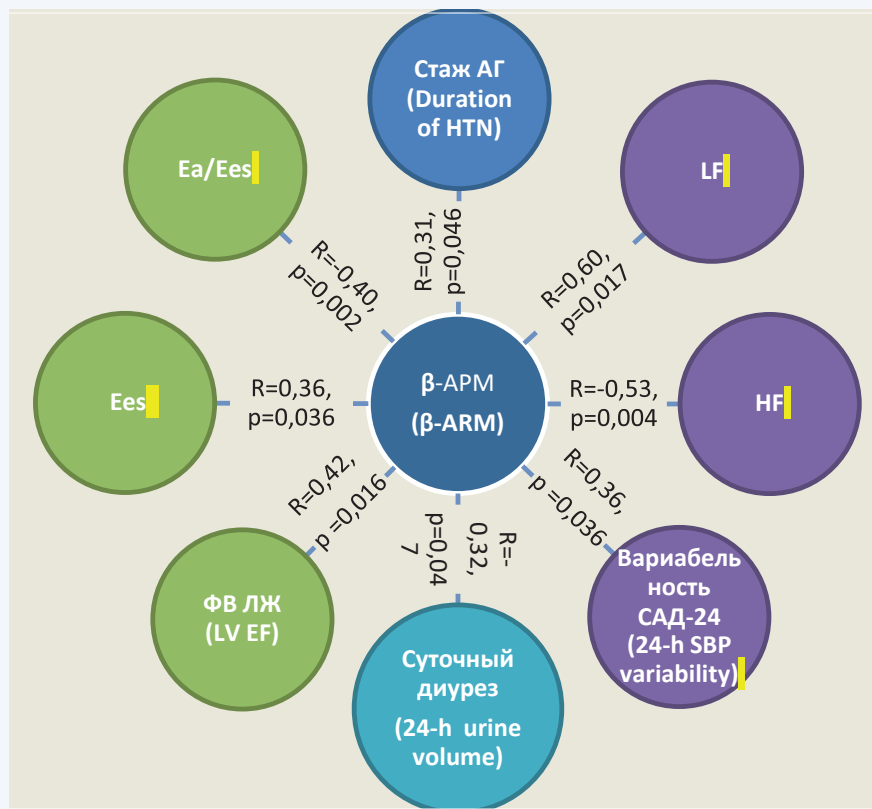 Стаж АГ
(Duration
of HTN)
Ea/Ees
LF
R=0,31,
p=0,046
R=-0,40,
p=0,002
R=0,60,
p=0,017
Ees
R=0,36,
p=0,036
β-АРМ
(β-ARM)
R=-0,53,
p=0,004
HF
R=0,42,
p =0,016
R=-
0,32,
p=0,04
7
R=0,36,
p =0,036
ФВ ЛЖ
(LV EF)
Вариабель
ность
САД-24
(24-h SBP
variability)
Суточный
диурез
(24-h urine
volume)